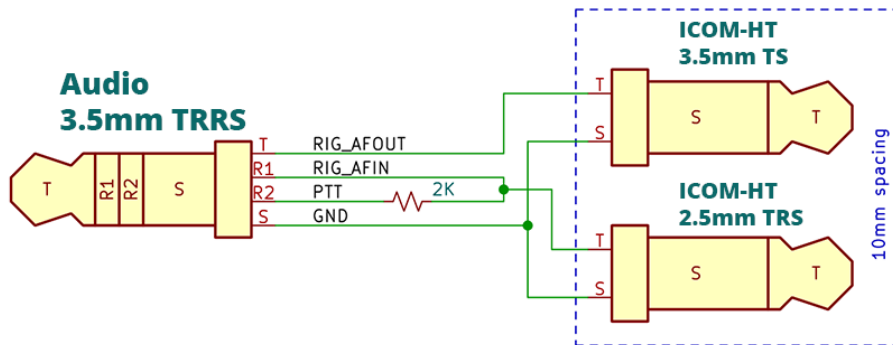 Audio
3.5mm TRRS
T
R1
R2
S
T
R1
R2
S
RIG_AFOUT
RIG_AFIN
PTT
GND
2K
ICOM-HT
3.5mm TS
T
S
S
T
ICOM-HT
2.5mm TRS
T
S
S
T
10mm spacing